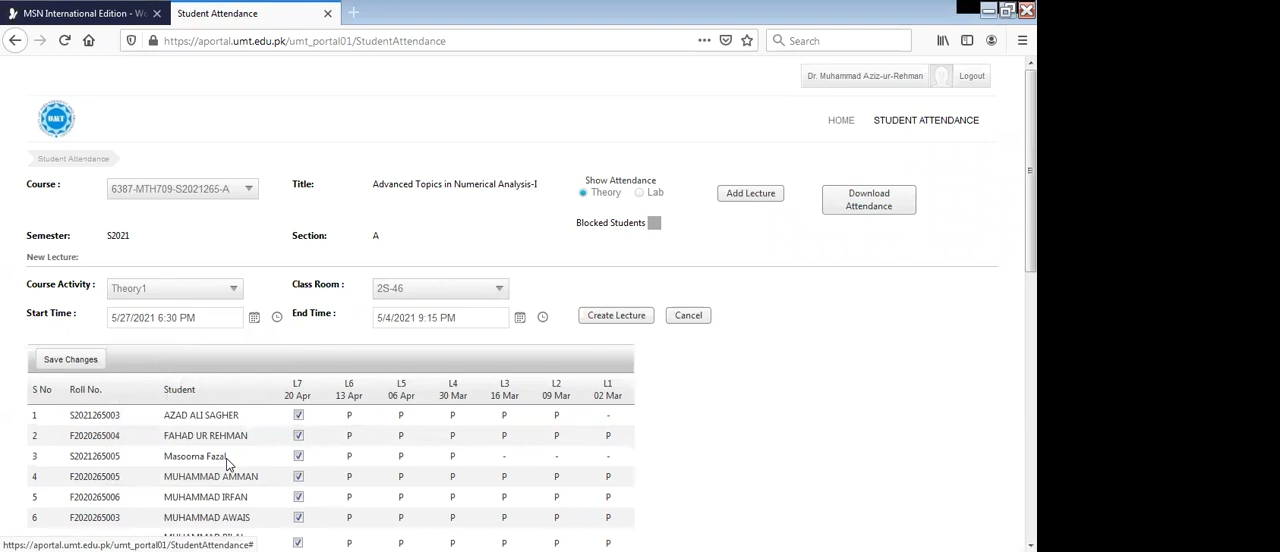 MSN International Edition - We
Student Attendance
https://aportal.umt.edu.pk/umt_portal01/StudentAttendance
Search
Dr. Muhammad Aziz-ur-Rehman
Logout
UMT
HOME
STUDENT ATTENDANCE
Student Attendance
Course :
6387-MTH709-S2021265-A
Title:
Advanced Topics in Numerical Analysis-I
Show Attendance
Theory
Lab
Add Lecture
Download Attendance
Blocked Students
Semester:
S2021
Section:
A
New Lecture:
Course Activity :
Theory1
Class Room :
2S-46
Start Time :
5/27/2021 6:30 PM
End Time :
5/4/2021 9:15 PM
Create Lecture
Cancel
Save Changes
S No Roll No. Student L7 20 Apr L6 13 Apr L5 06 Apr L4 30 Mar L3 16 Mar L2 09 Mar L1 02 Mar
1 S2021265003 AZAD ALI SAGHER P P P P P -
2 F2020265004 FAHAD UR REHMAN P P P P P P
3 S2021265005 Masooma Fazal P P P - - -
4 F2020265005 MUHAMMAD AMMAN P P P P P P
5 F2020265006 MUHAMMAD IRFAN P P P P P P
6 F2020265003 MUHAMMAD AWAIS P P P P P P
MUHAMMAD BILAL P P P P P P
https://aportal.umt.edu.pk/umt_portal01/StudentAttendance#